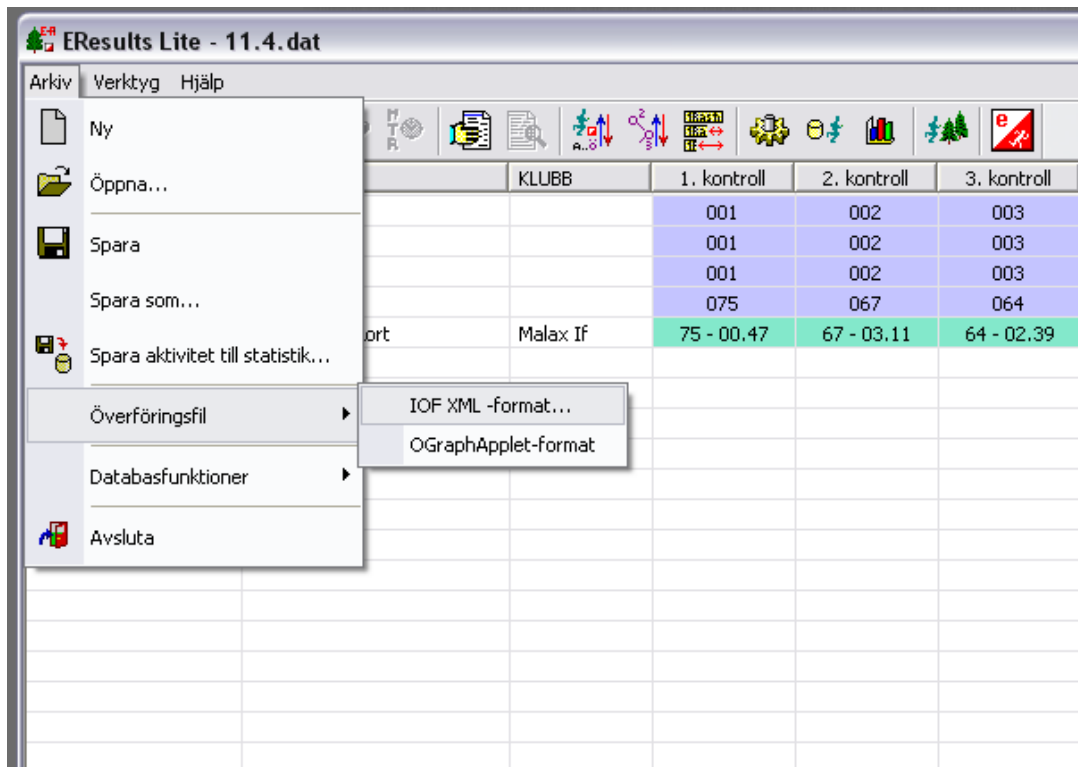 EResults Lite - 11.4.dat
Arkiv Verktyg Hjälp
Ny
Öppna...
Spara
Spara som...
Spara aktivitet till statistik...
Överföringsfil
Databasfunktioner
Avsluta
IOF XML -format...
OGraphApplet-format
KLUBB 1. kontroll 2. kontroll 3. kontroll
001 002 003
001 002 003
001 002 003
075 067 064
Malax If 75 - 00.47 67 - 03.11 64 - 02.39